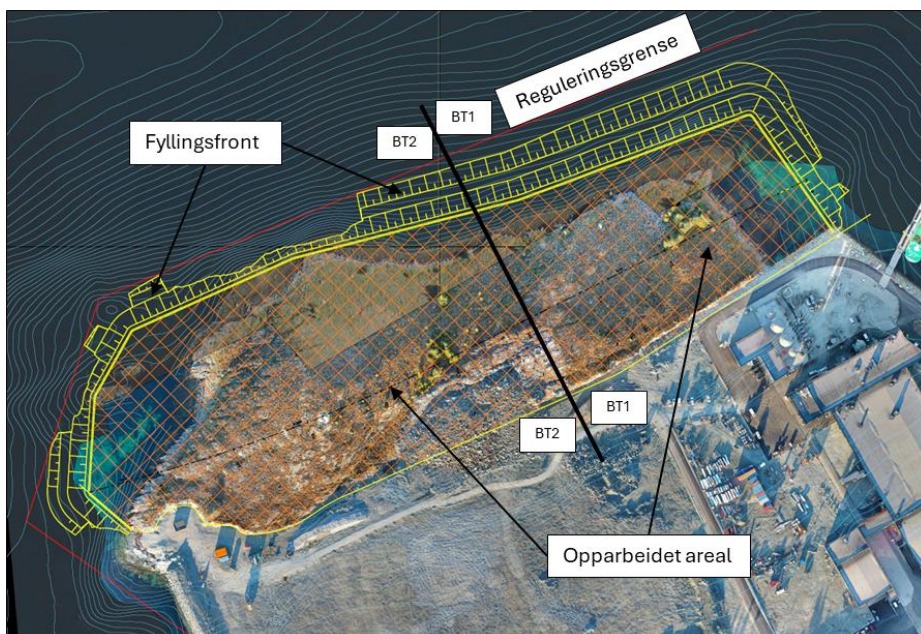 Reguleringsgrense
BT1
BT2
Fyllingsfront
BT1
BT2
Opparbeidet areal